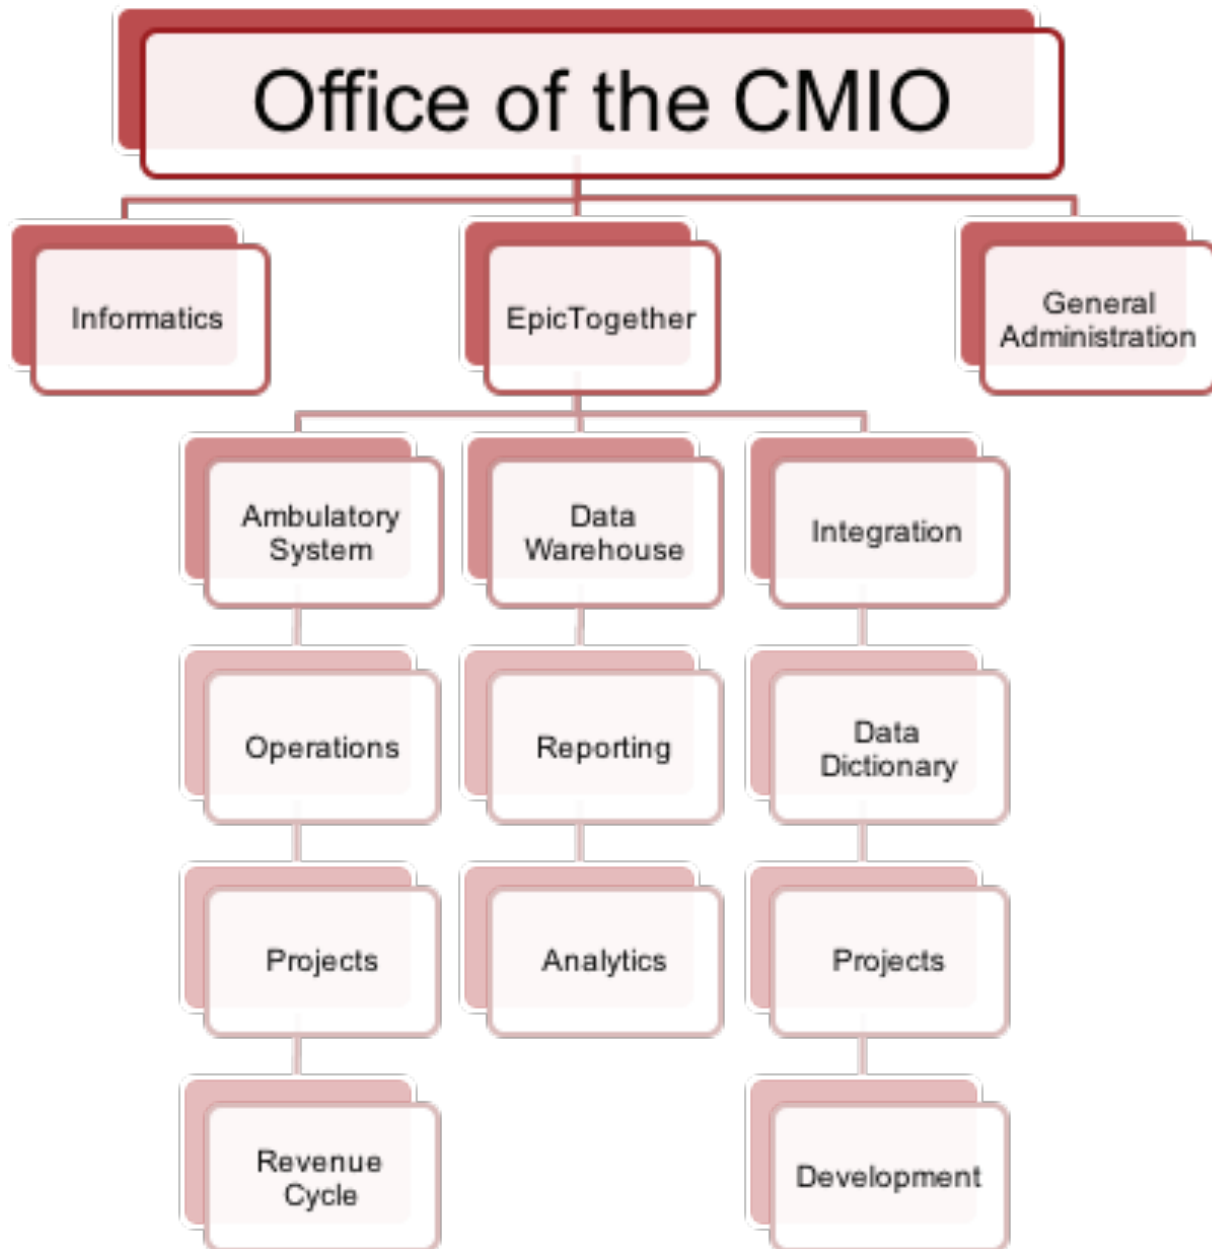 Office of the CMIO
Informatics
EpicTogether
General
Administration
Ambulatory
System
Data
Warehouse
Integration
Operations
Reporting
Data
Dictionary
Projects
Analytics
Projects
Revenue
Cycle
Development